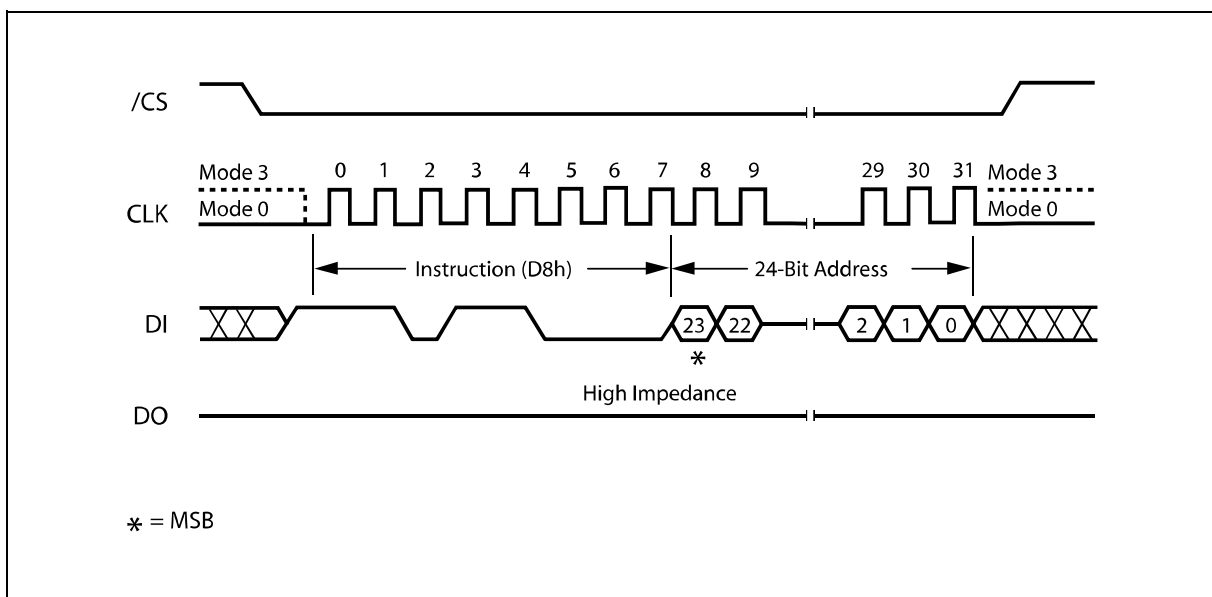 /CS
Mode 3 0 1 2 3 4 5 6 7 8 9 29 30 31 Mode 3
CLK Mode 0 Mode 0
Instruction (D8h) 24-Bit Address
DI 23 22 2 1 0
*
High Impedance
DO
* = MSB